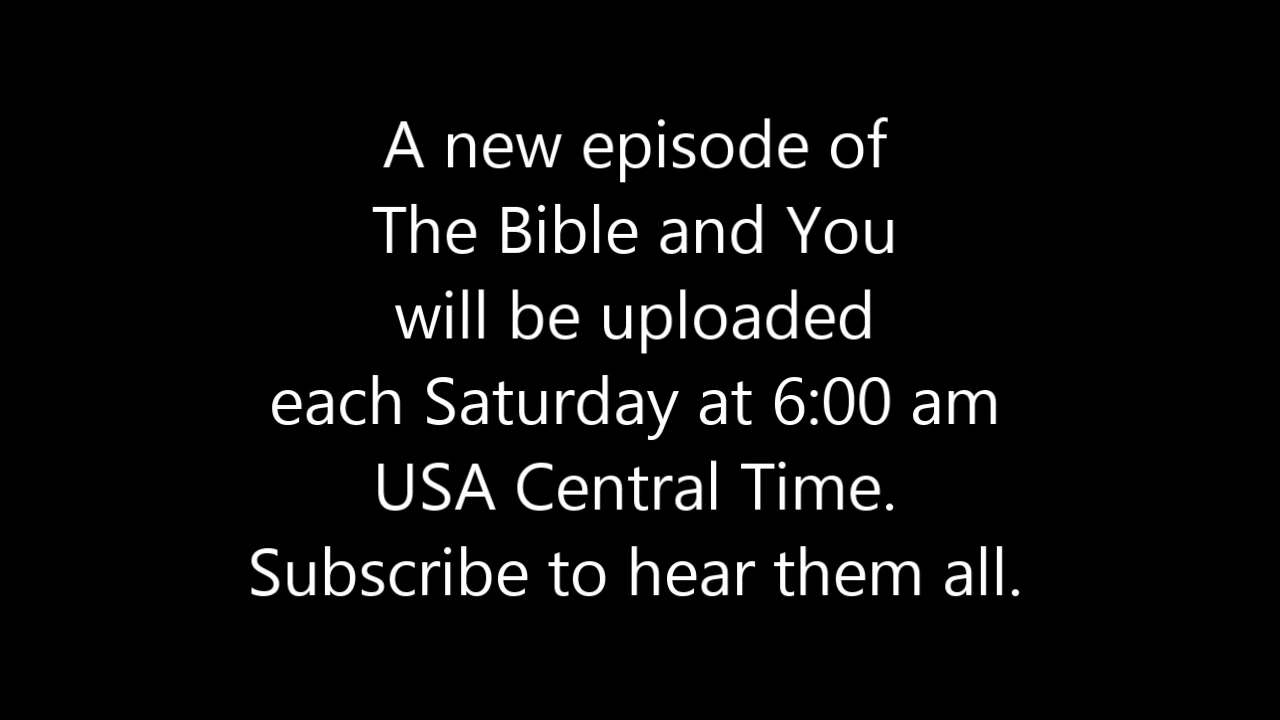 A new episode of
The Bible and You
will be uploaded
each Saturday at 6:00 am
USA Central Time.
Subscribe to hear them all.